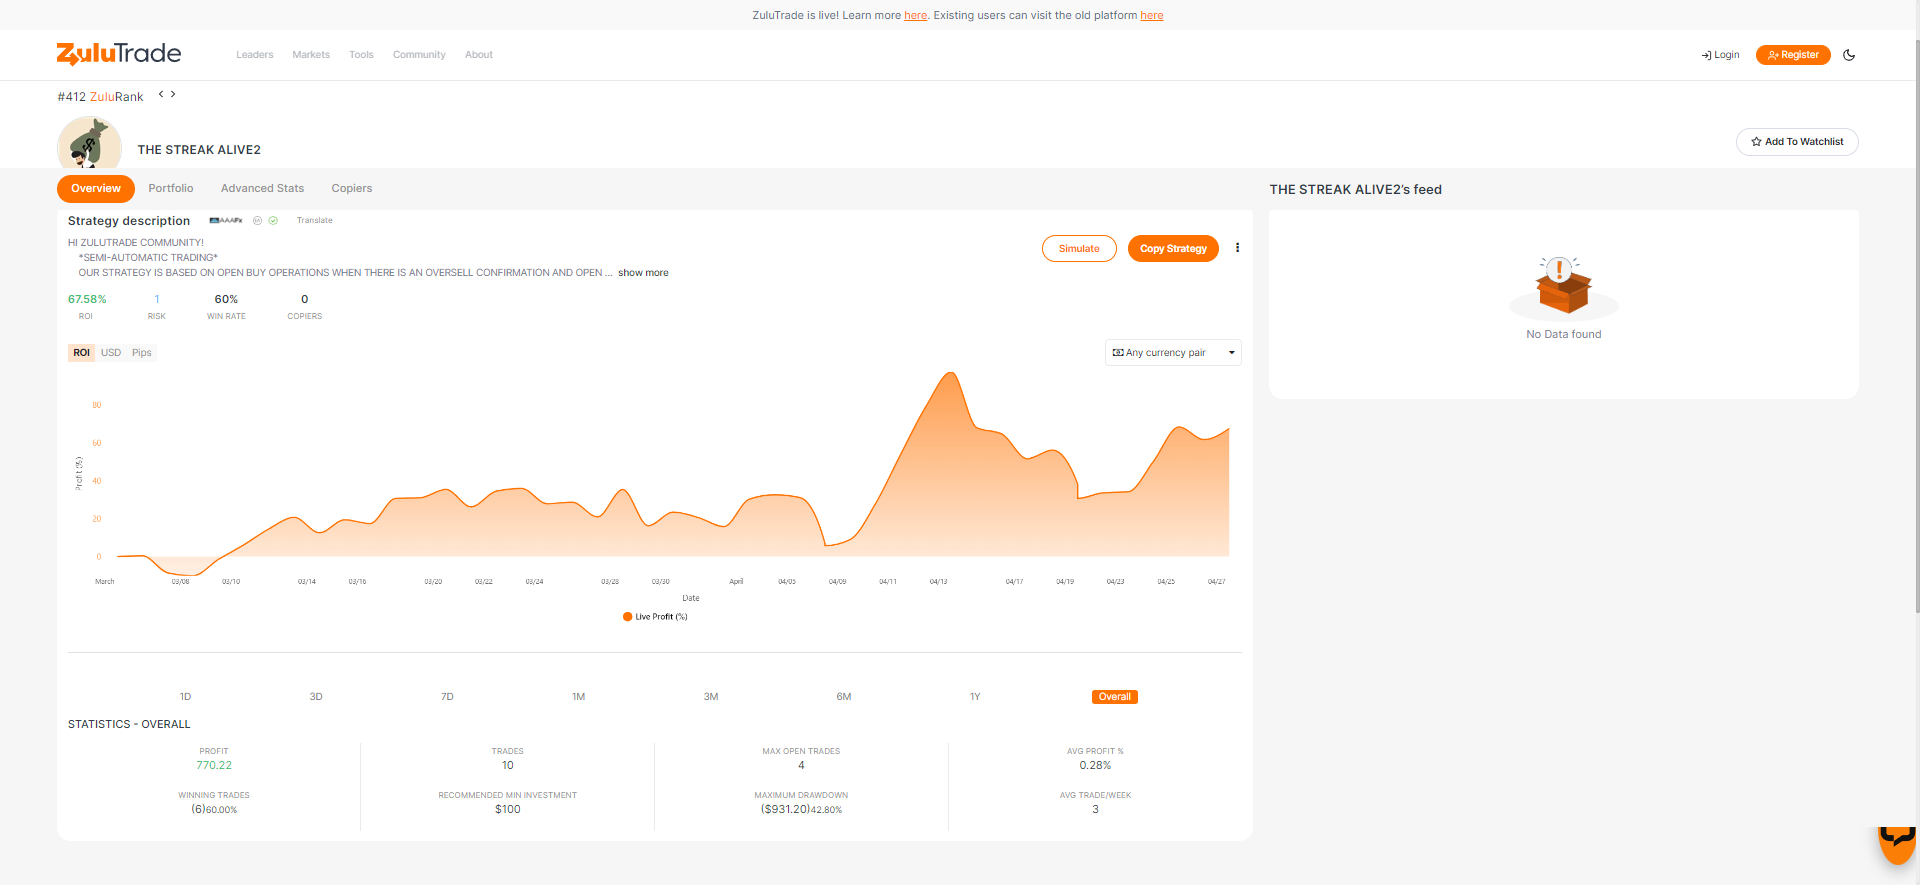 ZuluTrade is live! Learn more here. Existing users can visit the old platform here
ZuluTrade
Leaders Markets Tools Community About
Login Register
#412 ZuluRank < >
THE STREAK ALIVE2
Add To Watchlist
Overview Portfolio Advanced Stats Copiers
THE STREAK ALIVE2's feed
Strategy description AAAFx Translate
HI ZULUTRADE COMMUNITY!
*SEMI-AUTOMATIC TRADING*
OUR STRATEGY IS BASED ON OPEN BUY OPERATIONS WHEN THERE IS AN OVERSELL CONFIRMATION AND OPEN ... show more
Simulate Copy Strategy
No Data found
67.58% 1 60% 0
ROI RISK WIN RATE COPIERS
ROI USD Pips
Any currency pair
80
60
40
20
0
Profit (%)
March 03/08 03/10 03/14 03/16 03/20 03/22 03/24 03/28 03/30 April 04/05 04/09 04/11 04/13 04/17 04/19 04/23 04/25 04/27
Date
Live Profit (%)
1D 3D 7D 1M 3M 6M 1Y Overall
STATISTICS - OVERALL
PROFIT TRADES MAX OPEN TRADES AVG PROFIT %
770.22 10 4 0.28%
WINNING TRADES RECOMMENDED MIN INVESTMENT MAXIMUM DRAWDOWN AVG TRADE/WEEK
(6)60.00% $100 ($931.20)42.80% 3